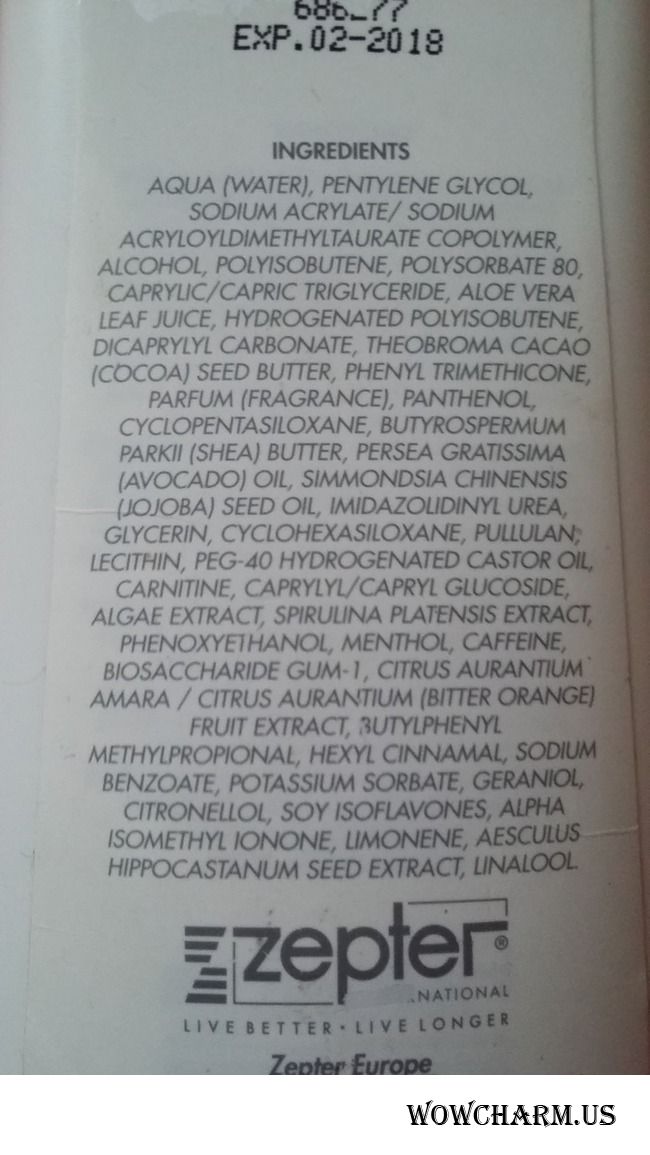 EXP.02-2018
INGREDIENTS
AQUA (WATER), PENTYLENE GLYCOL,
SODIUM ACRYLATE/ SODIUM
ACRYLOYLDIMETHYLTAURATE COPOLYMER,
ALCOHOL, POLYISOBUTENE, POLYSORBATE 80,
CAPRYLIC/CAPRIC TRIGLYCERIDE, ALOE VERA
LEAF JUICE, HYDROGENATED POLYISOBUTENE,
DICAPRYLYL CARBONATE, THEOBROMA CACAO
(COCOA) SEED BUTTER, PHENYL TRIMETHICONE,
PARFUM (FRAGRANCE), PANTHENOL,
CYCLOPENTASILOXANE, BUTYROSPERMUM
PARKII (SHEA) BUTTER, PERSEA GRATISSIMA
(AVOCADO) OIL, SIMMONDSIA CHINENSIS
(JOJOBA) SEED OIL, IMIDAZOLIDINYL UREA,
GLYCERIN, CYCLOHEXASILOXANE, PULLULAN,
LECITHIN, PEG-40 HYDROGENATED CASTOR OIL,
CARNITINE, CAPRYLYL/CAPRYL GLUCOSIDE,
ALGAE EXTRACT, SPIRULINA PLATENSIS EXTRACT,
PHENOXYETHANOL, MENTHOL, CAFFEINE,
BIOSACCHARIDE GUM-1, CITRUS AURANTIUM
AMARA / CITRUS AURANTIUM (BITTER ORANGE)
FRUIT EXTRACT, BUTYLPHENYL
METHYLPROPIONAL, HEXYL CINNAMAL, SODIUM
BENZOATE, POTASSIUM SORBATE, GERANIOL,
CITRONELLOL, SOY ISOFLAVONES, ALPHA
ISOMETHYL IONONE, LIMONENE, AESCULUS
HIPPOCASTANUM SEED EXTRACT, LINALOOL.
zepter®
NATIONAL
LIVE BETTER • LIVE LONGER
Zepter Europe
WOWCHARM.US